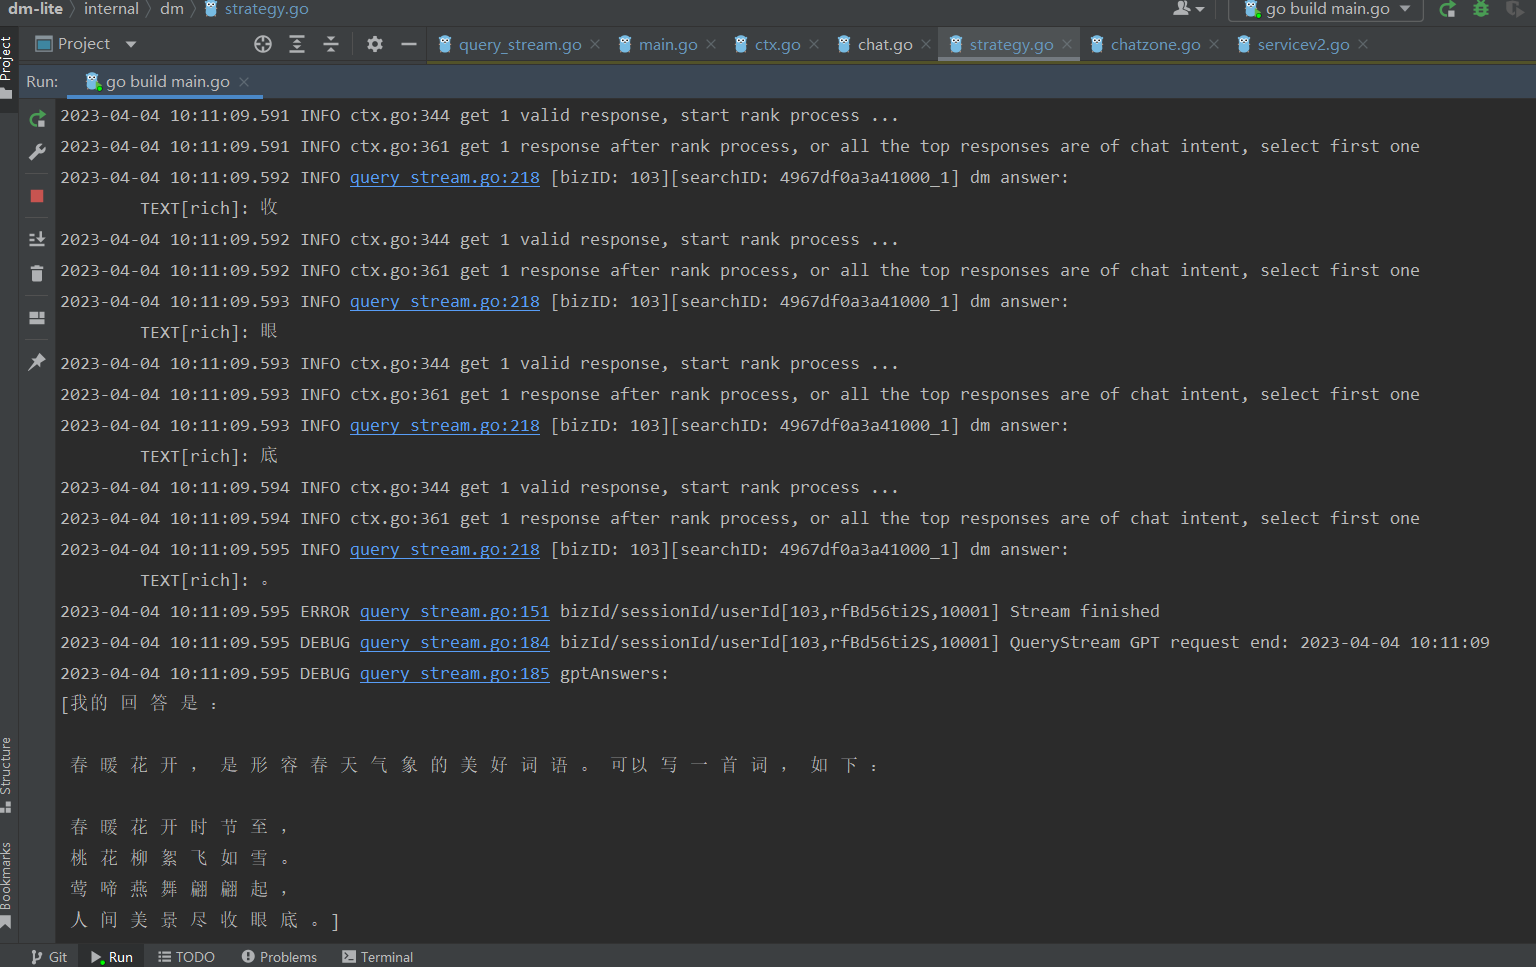 dm-lite 〉 internal 〉 dm 〉 strategy.go
go build main.go
Project
query_stream.go × main.go × ctx.go × chat.go × strategy.go × chatzone.go × servicev2.go ×
Project
Run: go build main.go ×
2023-04-04 10:11:09.591 INFO ctx.go:344 get 1 valid response, start rank process ...
2023-04-04 10:11:09.591 INFO ctx.go:361 get 1 response after rank process, or all the top responses are of chat intent, select first one
2023-04-04 10:11:09.592 INFO query_stream.go:218 [bizID: 103][searchID: 4967df0a3a41000_1] dm answer:
TEXT[rich]: 收
2023-04-04 10:11:09.592 INFO ctx.go:344 get 1 valid response, start rank process ...
2023-04-04 10:11:09.592 INFO ctx.go:361 get 1 response after rank process, or all the top responses are of chat intent, select first one
2023-04-04 10:11:09.593 INFO query_stream.go:218 [bizID: 103][searchID: 4967df0a3a41000_1] dm answer:
TEXT[rich]: 眼
2023-04-04 10:11:09.593 INFO ctx.go:344 get 1 valid response, start rank process ...
2023-04-04 10:11:09.593 INFO ctx.go:361 get 1 response after rank process, or all the top responses are of chat intent, select first one
2023-04-04 10:11:09.593 INFO query_stream.go:218 [bizID: 103][searchID: 4967df0a3a41000_1] dm answer:
TEXT[rich]: 底
2023-04-04 10:11:09.594 INFO ctx.go:344 get 1 valid response, start rank process ...
2023-04-04 10:11:09.594 INFO ctx.go:361 get 1 response after rank process, or all the top responses are of chat intent, select first one
2023-04-04 10:11:09.595 INFO query_stream.go:218 [bizID: 103][searchID: 4967df0a3a41000_1] dm answer:
TEXT[rich]: 。
2023-04-04 10:11:09.595 ERROR query_stream.go:151 bizId/sessionId/userId[103,rfBd56ti2S,10001] Stream finished
2023-04-04 10:11:09.595 DEBUG query_stream.go:184 bizId/sessionId/userId[103,rfBd56ti2S,10001] QueryStream GPT request end: 2023-04-04 10:11:09
2023-04-04 10:11:09.595 DEBUG query_stream.go:185 gptAnswers:
[我的 回 答 是 ：
春 暖 花 开 ， 是 形 容 春 天 气 象 的 美 好 词 语 。 可以 写 一 首 词 ， 如 下 ：
春 暖 花 开 时 节 至 ，
桃 花 柳 絮 飞 如 雪 。
莺 啼 燕 舞 翩 翩 起 ，
人 间 美 景 尽 收 眼 底 。]
Structure
Bookmarks
Git Run TODO Problems Terminal